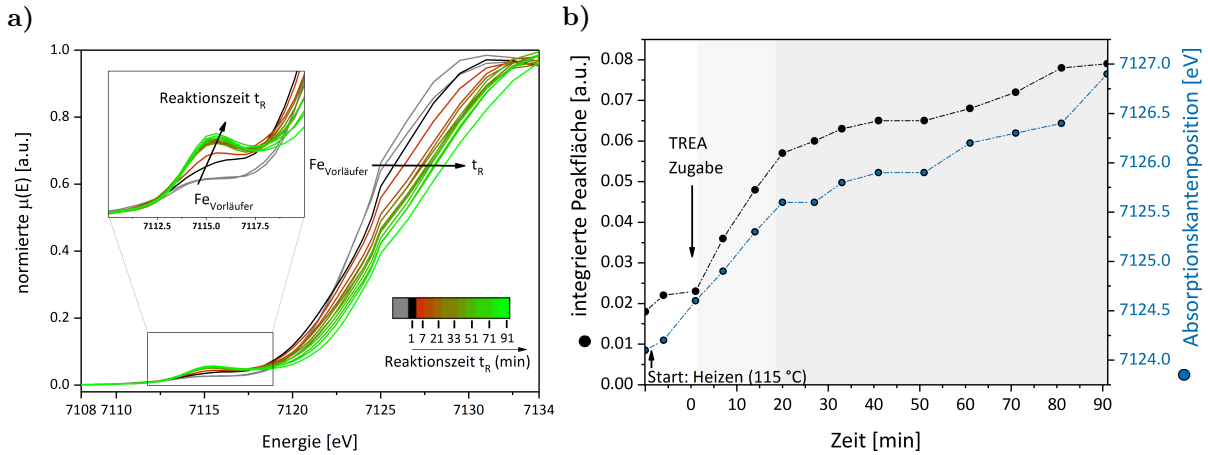 a)
normierte μ(E) [a.u.]
1.0
0.8
0.6
0.4
0.2
0.0
Reaktionszeit tR
FeVorläufer
7112.5 7115.0 7117.5
FeVorläufer
tR
1 7 21 33 51 71 91
Reaktionszeit tR (min)
7108 7110 7115 7120 7125 7130 7134
Energie [eV]
b)
integrierte Peakfläche [a.u.]
0.08
0.07
0.06
0.05
0.04
0.03
0.02
0.01
0.00
TREA
Zugabe
Start: Heizen (115 °C)
0 10 20 30 40 50 60 70 80 90
Zeit [min]
7127.0
7126.5
7126.0
7125.5
7125.0
7124.5
7124.0
Absorptionskantenposition [eV]